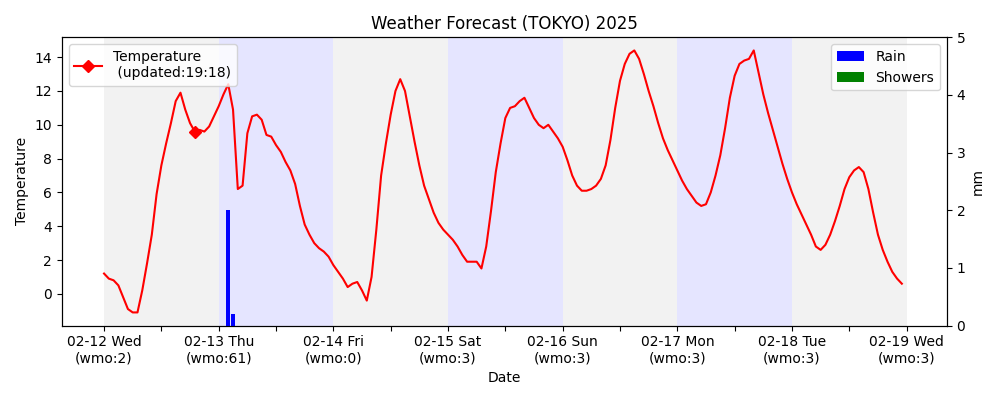 Weather Forecast (TOKYO) 2025
Temperature
(updated:19:18)
Rain
Showers
Temperature
14
12
10
8
6
4
2
0
5
4
3
2
1
0
mm
02-12 Wed
(wmo:2)
02-13 Thu
(wmo:61)
02-14 Fri
(wmo:0)
02-15 Sat
(wmo:3)
02-16 Sun
(wmo:3)
02-17 Mon
(wmo:3)
02-18 Tue
(wmo:3)
02-19 Wed
(wmo:3)
Date